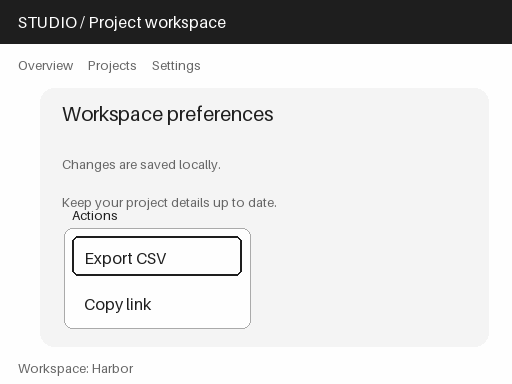 STUDIO / Project workspace
Overview Projects Settings
Workspace preferences
Changes are saved locally.
Keep your project details up to date.
Actions
Export CSV
Copy link
Workspace: Harbor